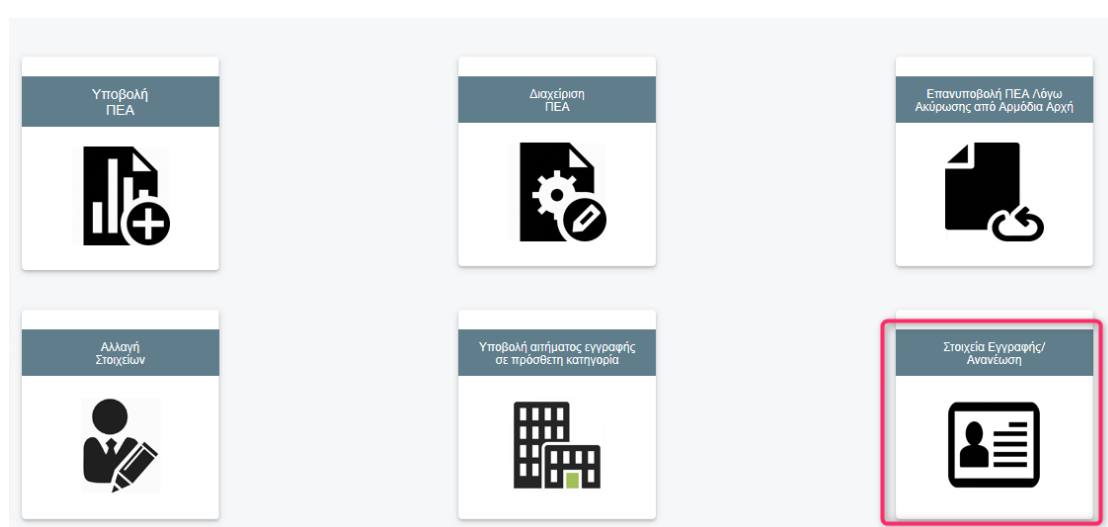 Υποβολή
ΠΕΑ
Διαχείριση
ΠΕΑ
Επανυποβολή ΠΕΑ Λόγω
Ακύρωσης από Αρμόδια Αρχή
Αλλαγή
Στοιχείων
Υποβολή αιτήματος εγγραφής
σε πρόσθετη κατηγορία
Στοιχεία Εγγραφής/
Ανανέωση